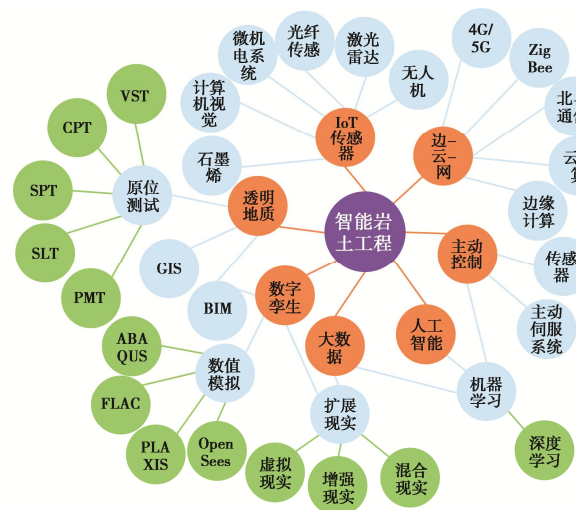 微机
电系统
光纤
传感
激光
雷达
无人
机
4G/
5G
Zig
Bee
计算
机视
觉
IoT
传感
器
边-
云-
网
石墨
烯
边缘
计算
VST
CPT
SPT
SLT
PMT
原位
测试
透明
地质
智能岩
土工程
主动
控制
传感
器
GIS
BIM
数字
孪生
大数
据
人工
智能
主动
伺服
系统
ABA
QUS
FLAC
PLA
XIS
Open
Sees
数值
模拟
扩展
现实
机器
学习
虚拟
现实
增强
现实
混合
现实
深度
学习